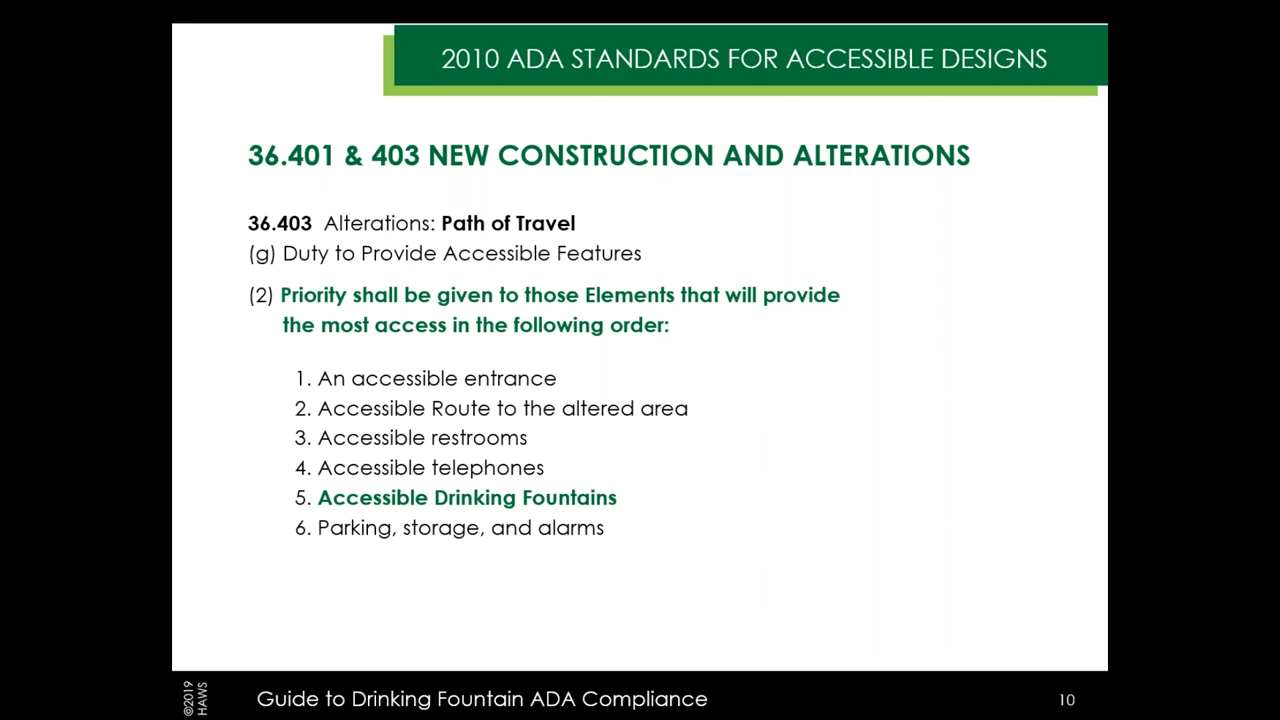 2010 ADA STANDARDS FOR ACCESSIBLE DESIGNS
36.401 & 403 NEW CONSTRUCTION AND ALTERATIONS
36.403 Alterations: Path of Travel
(g) Duty to Provide Accessible Features
(2) Priority shall be given to those Elements that will provide
the most access in the following order:
1. An accessible entrance
2. Accessible Route to the altered area
3. Accessible restrooms
4. Accessible telephones
5. Accessible Drinking Fountains
6. Parking, storage, and alarms
©2019
HAWS
Guide to Drinking Fountain ADA Compliance
10